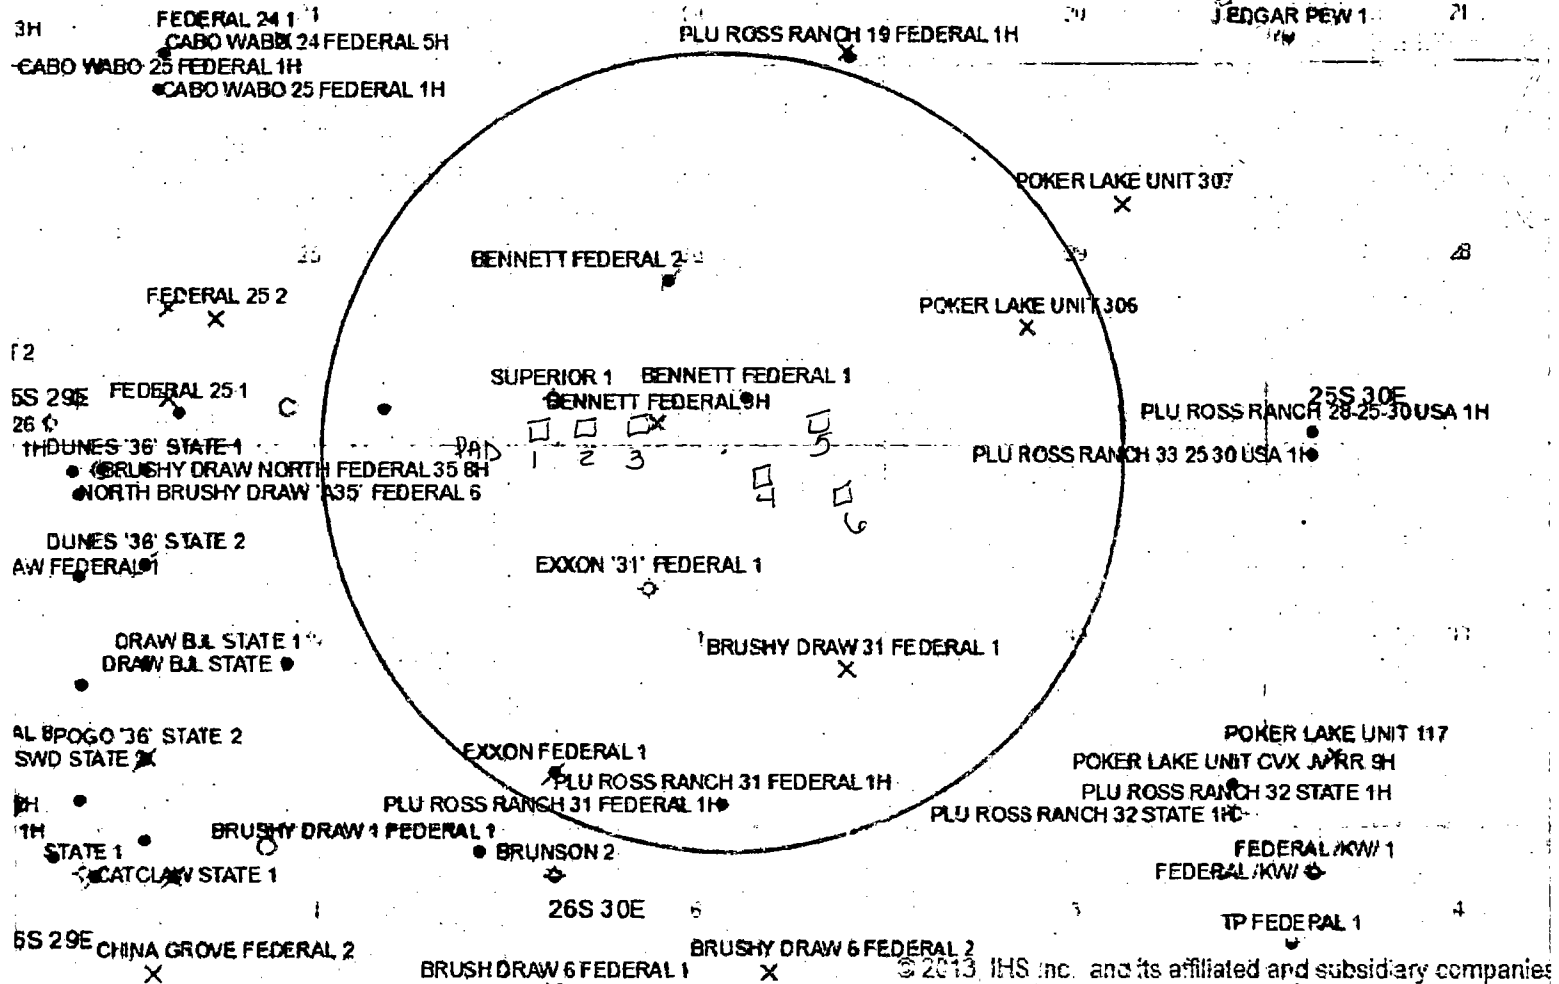 FEDERAL 24 1
3H
CABO WABO 24 FEDERAL 5H
PLU ROSS RANCH 19 FEDERAL 1H
20
J EDGAR PEW 1
21
CABO WABO 25 FEDERAL 1H
CABO WABO 25 FEDERAL 1H
POKER LAKE UNIT 307
25
BENNETT FEDERAL 2
29
28
FEDERAL 25 2
POKER LAKE UNIT 306
SUPERIOR 1
BENNETT FEDERAL 1
5S 29E
FEDERAL 25 1
C
BENNETT FEDERAL 9H
25S 30E
PLU ROSS RANCH 28-25-30 USA 1H
26
1H
DUNES '36' STATE 1
PAD
1
2
3
5
PLU ROSS RANCH 33 25 30 USA 1H
BRUSHY DRAW NORTH FEDERAL 35 8H
NORTH BRUSHY DRAW 'A35' FEDERAL 6
4
6
DUNES '36' STATE 2
AW FEDERAL 1
EXXON '31' FEDERAL 1
DRAW BJL STATE 1
DRAW BJL STATE
BRUSHY DRAW 31 FEDERAL 1
33
POGO '36' STATE 2
SWD STATE
EXXON FEDERAL 1
POKER LAKE UNIT 117
POKER LAKE UNIT CVX JV RR 9H
PLU ROSS RANCH 31 FEDERAL 1H
PLU ROSS RANCH 31 FEDERAL 1H
PLU ROSS RANCH 32 STATE 1H
PLU ROSS RANCH 32 STATE 1H
1H
BRUSHY DRAW 1 FEDERAL 1
STATE 1
BRUNSON 2
FEDERAL /KW/ 1
CATCLAW STATE 1
FEDERAL /KW/
1
26S 30E
6
5
4
TP FEDERAL 1
6S 29E
CHINA GROVE FEDERAL 2
BRUSH DRAW 6 FEDERAL 1
BRUSHY DRAW 6 FEDERAL 2
© 2013 IHS Inc. and its affiliated and subsidiary companies